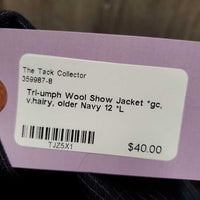 The Tack Collector
359987-8
Tri-umph Wool Show Jacket *gc,
v.hairy, older Navy 12 *L
$40.00
TJZ5X1